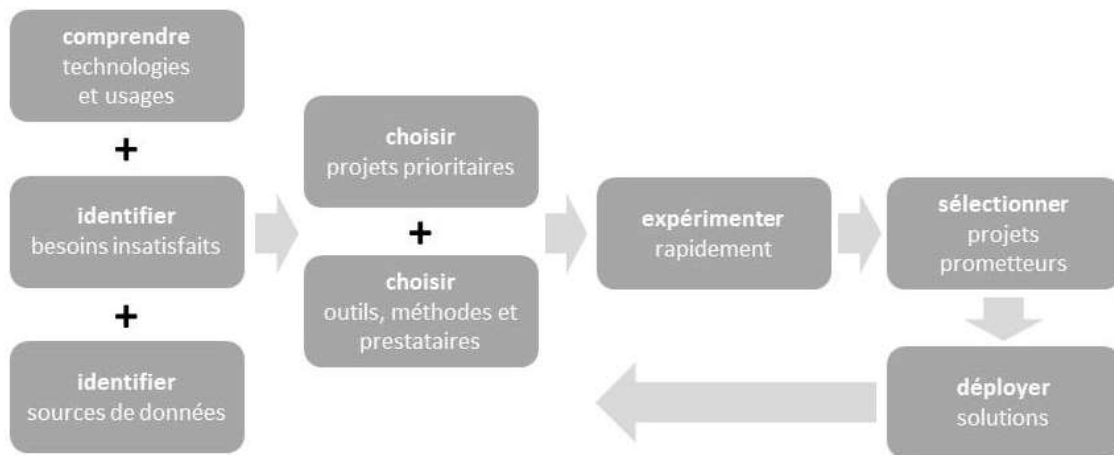 comprendre
technologies
et usages
+
identifier
besoins insatisfaits
+
identifier
sources de données
choisir
projets prioritaires
+
choisir
outils, méthodes et
prestataires
expérimenter
rapidement
sélectionner
projets
prometteurs
déployer
solutions